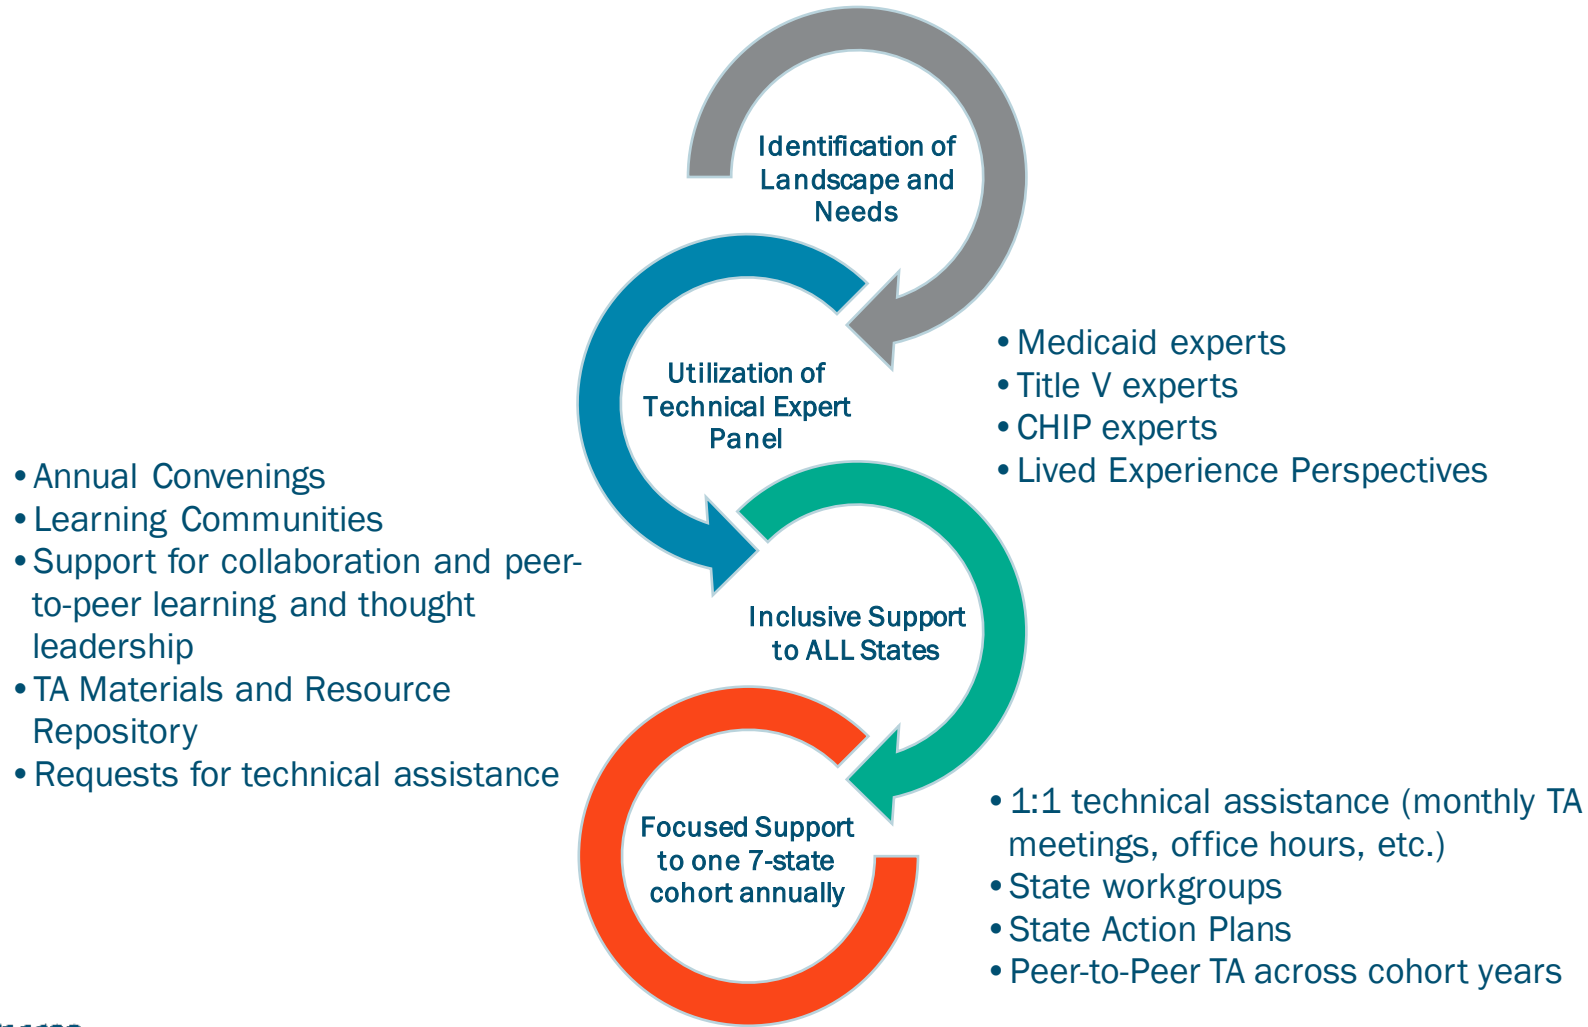 Identification of
Landscape and
Needs
Utilization of
Technical Expert
Panel
• Medicaid experts
• Title V experts
• CHIP experts
• Lived Experience Perspectives
• Annual Convenings
• Learning Communities
• Support for collaboration and peer-
to-peer learning and thought
leadership
• TA Materials and Resource
Repository
• Requests for technical assistance
Inclusive Support
to ALL States
Focused Support
to one 7-state
cohort annually
• 1:1 technical assistance (monthly TA
meetings, office hours, etc.)
• State workgroups
• State Action Plans
• Peer-to-Peer TA across cohort years